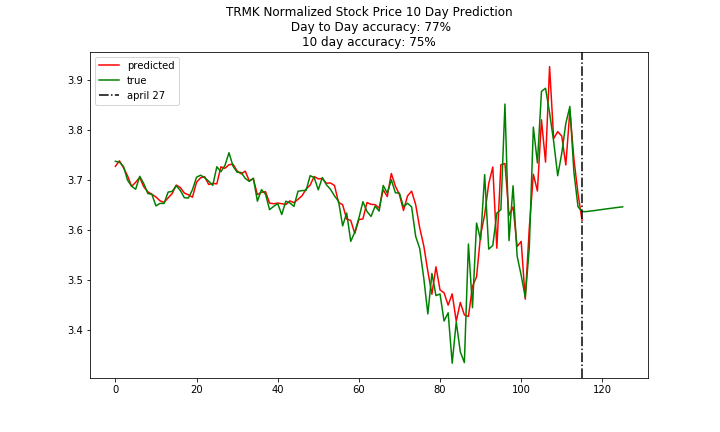 TRMK Normalized Stock Price 10 Day Prediction
Day to Day accuracy: 77%
10 day accuracy: 75%
predicted
true
april 27
3.9
3.8
3.7
3.6
3.5
3.4
0 20 40 60 80 100 120